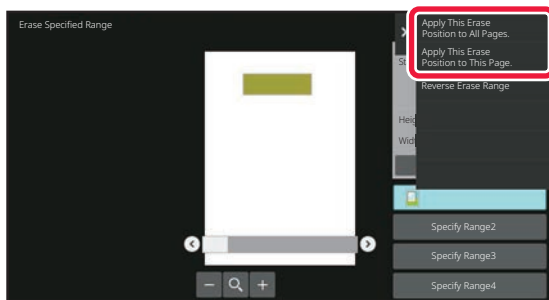 Erase Specified Range
Apply This Erase
Position to All Pages.
Apply This Erase
Position to This Page.
Reverse Erase Range
Specify Range2
Specify Range3
Specify Range4